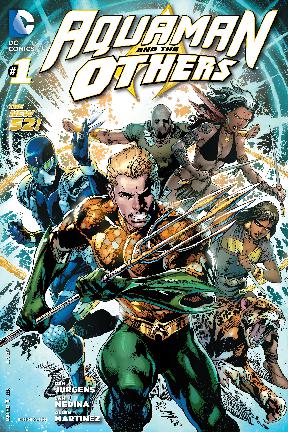 DC COMICS
AQUAMAN
AND THE
OTHERS
#1
THE NEW
52!
JURGENS
MEDINA
MARTINEZ